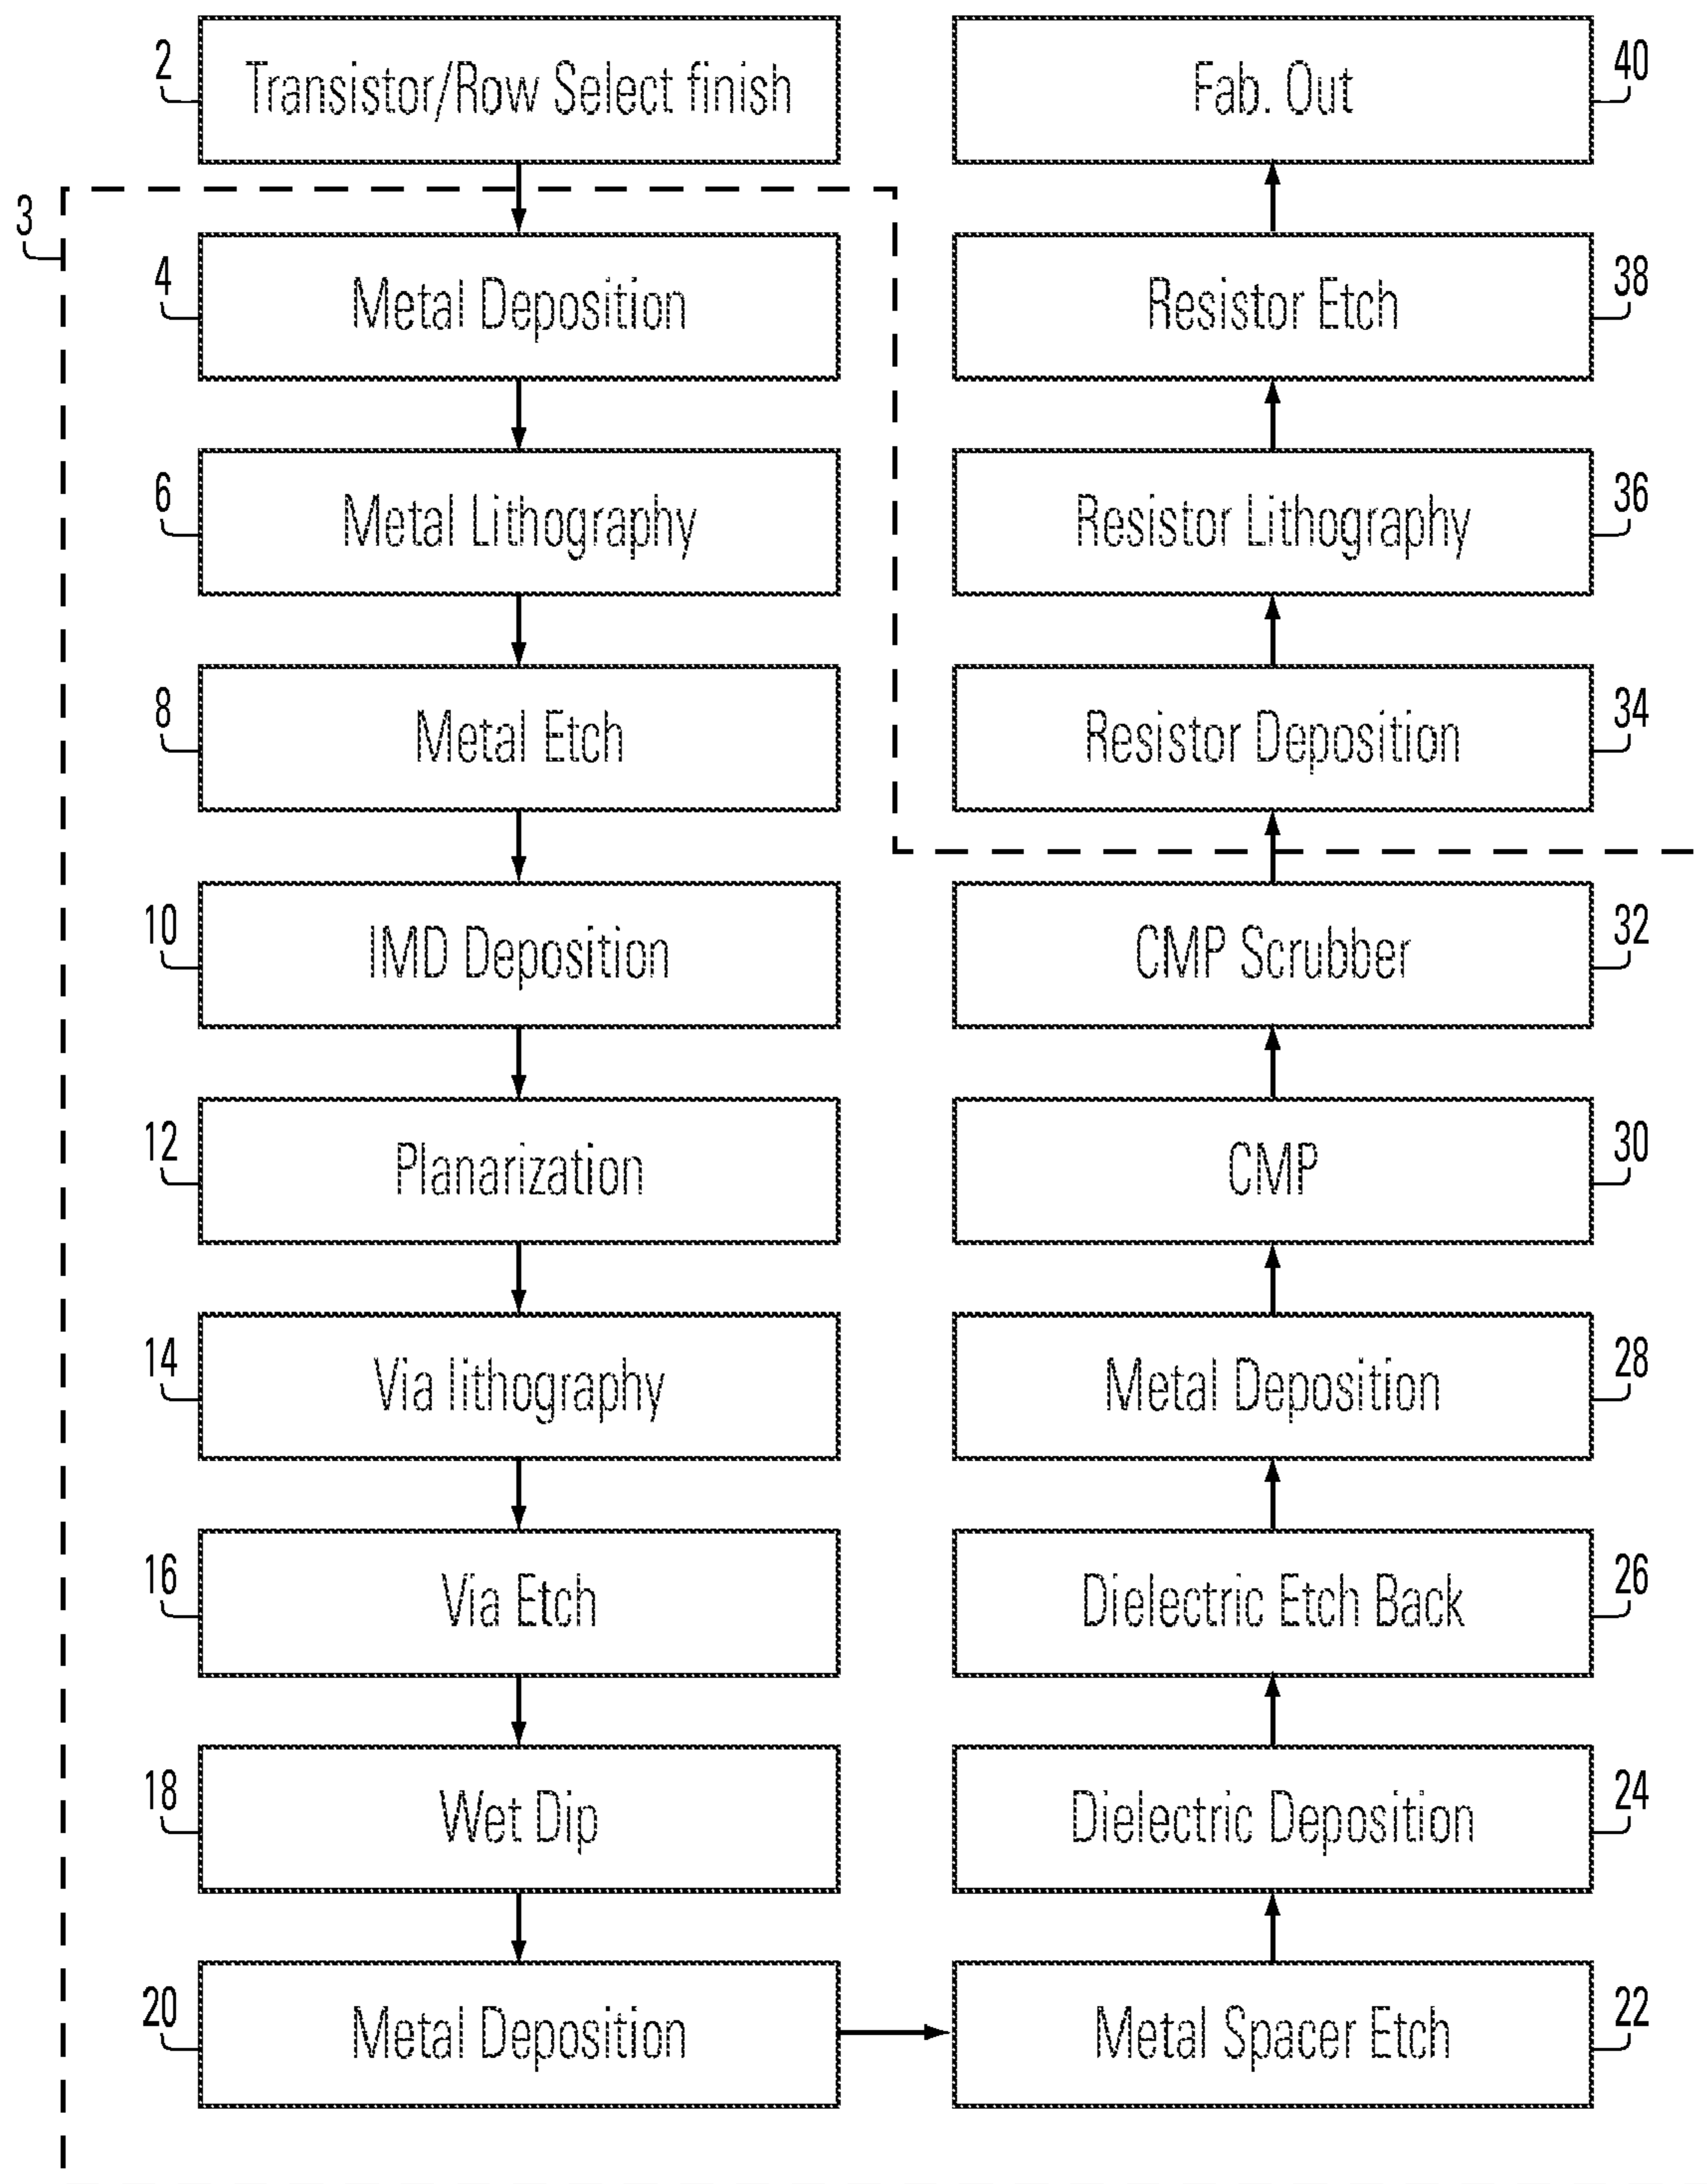 2
Transistor/Row Select finish
3
4
Metal Deposition
6
Metal Lithography
8
Metal Etch
10
IMD Deposition
12
Planarization
14
Via lithography
16
Via Etch
18
Wet Dip
20
Metal Deposition
Metal Spacer Etch
22
Dielectric Deposition
24
Dielectric Etch Back
26
Metal Deposition
28
CMP
30
CMP Scrubber
32
Resistor Deposition
34
Resistor Lithography
36
Resistor Etch
38
Fab. Out
40